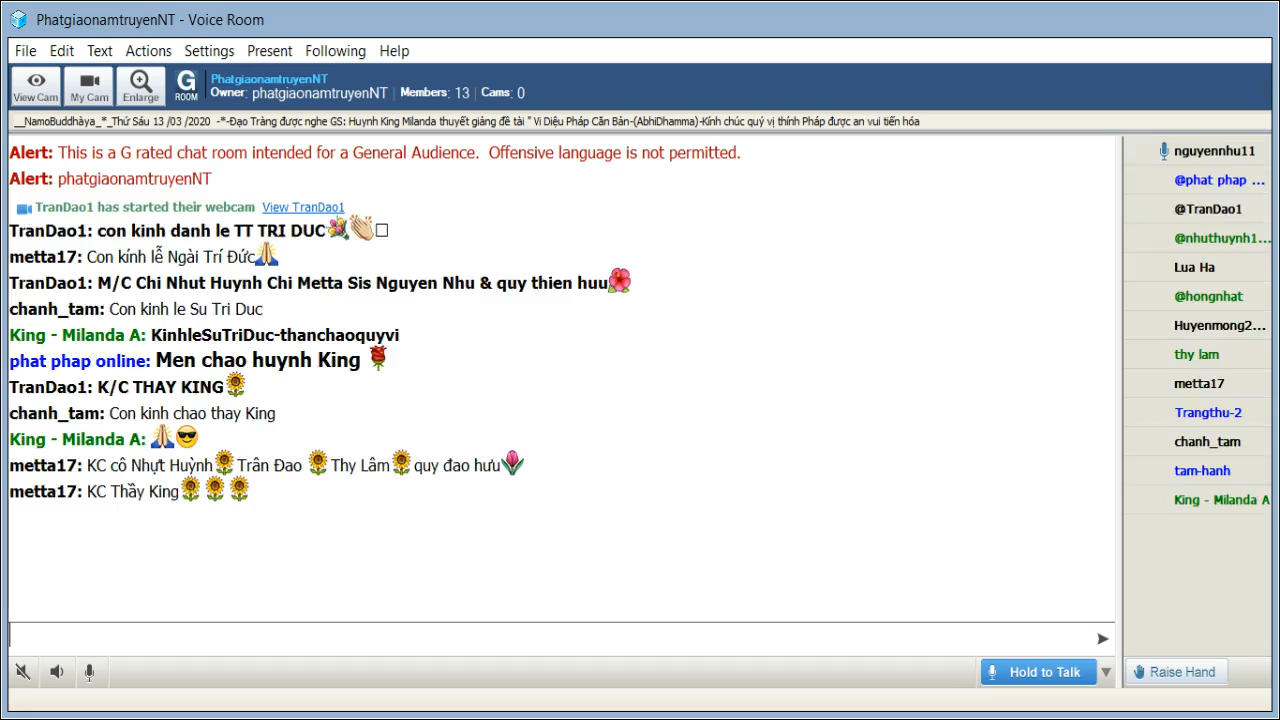 PhatgiaonamtruyenNT - Voice Room
File Edit Text Actions Settings Present Following Help
View Cam My Cam Enlarge G ROOM
PhatgiaonamtruyenNT
Owner: phatgiaonamtruyenNT Members: 13 Cams: 0
__NamoBuddhàya_*_Thứ Sáu 13 /03 /2020 -*-Đạo Tràng được nghe GS: Huynh King Milanda thuyết giảng đề tài " Vi Diệu Pháp Căn Bản-(AbhiDhamma)-Kính chúc quý vị thính Pháp được an vui tiến hóa
Alert: This is a G rated chat room intended for a General Audience. Offensive language is not permitted.
Alert: phatgiaonamtruyenNT
TranDao1 has started their webcam View TranDao1
TranDao1: con kinh danh le TT TRI DUC
metta17: Con kính lễ Ngài Trí Đức
TranDao1: M/C Chi Nhut Huynh Chi Metta Sis Nguyen Nhu & quy thien huu
chanh_tam: Con kinh le Su Tri Duc
King - Milanda A: KinhleSuTriDuc-thanchaoquyvi
phat phap online: Men chao huynh King
TranDao1: K/C THAY KING
chanh_tam: Con kinh chao thay King
King - Milanda A:
metta17: KC cô Nhựt Huỳnh Trân Đao Thy Lâm quy đao hưu
metta17: KC Thầy King
nguyennhu11
@phat phap ...
@TranDao1
@nhuthuynh1...
Lua Ha
@hongnhat
Huyenmong2...
thy lam
metta17
Trangthu-2
chanh_tam
tam-hanh
King - Milanda A
Hold to Talk
Raise Hand